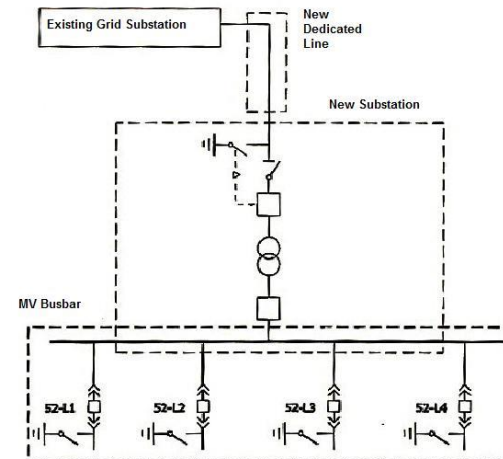 Existing Grid Substation
New
Dedicated
Line
New Substation
MV Busbar
52-L1
52-L2
52-L3
52-L4